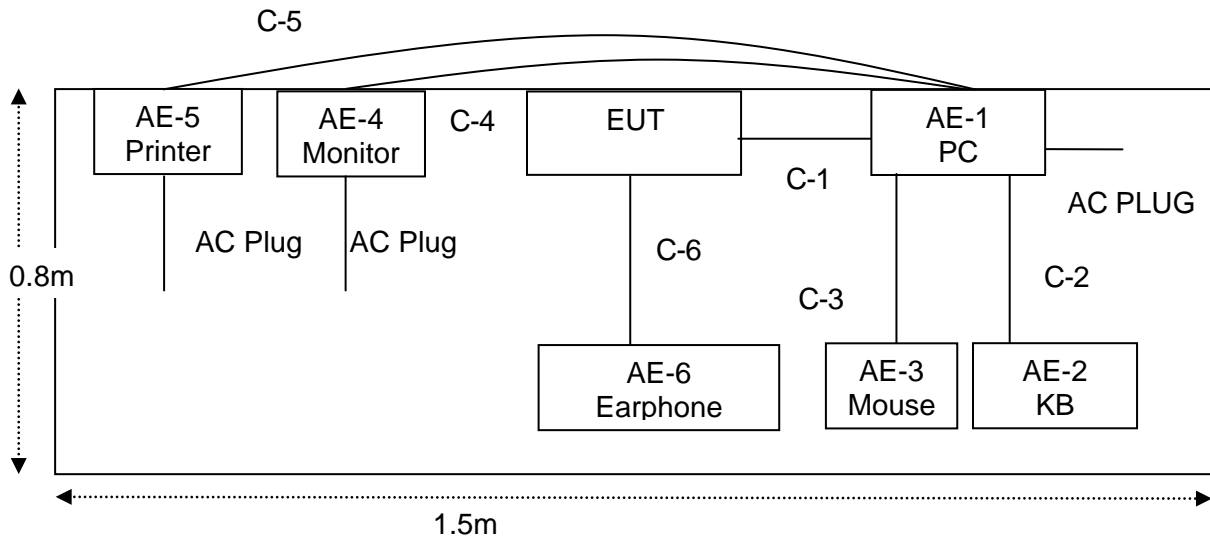 C-5
AE-5
Printer
AE-4
Monitor
C-4
EUT
C-1
AE-1
PC
AC PLUG
AC Plug
AC Plug
C-6
C-3
C-2
0.8m
AE-6
Earphone
AE-3
Mouse
AE-2
KB
1.5m